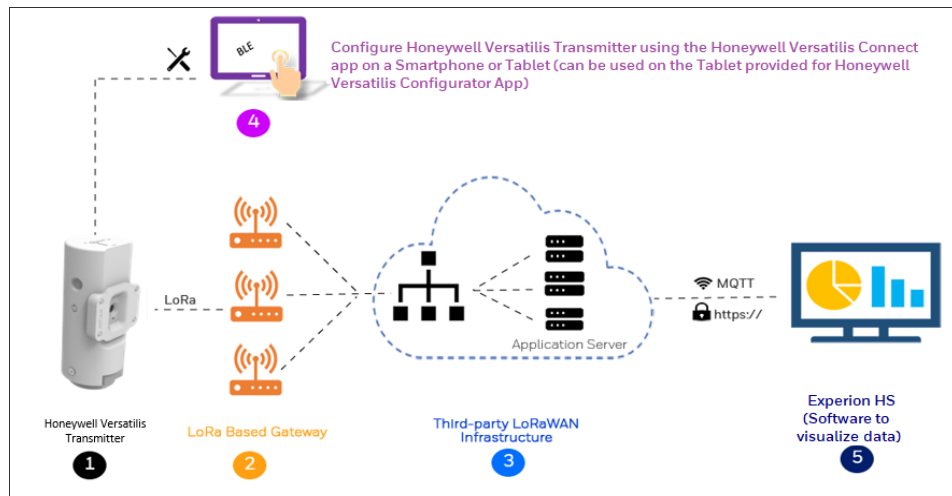 BLE
Configure Honeywell Versatilis Transmitter using the Honeywell Versatilis Connect
app on a Smartphone or Tablet (can be used on the Tablet provided for Honeywell
Versatilis Configurator App)
4
LoRa
Application Server
MQTT
https://
Honeywell Versatilis
Transmitter
1
LoRa Based Gateway
2
Third-party LoRaWAN
Infrastructure
3
Experion HS
(Software to
visualize data)
5